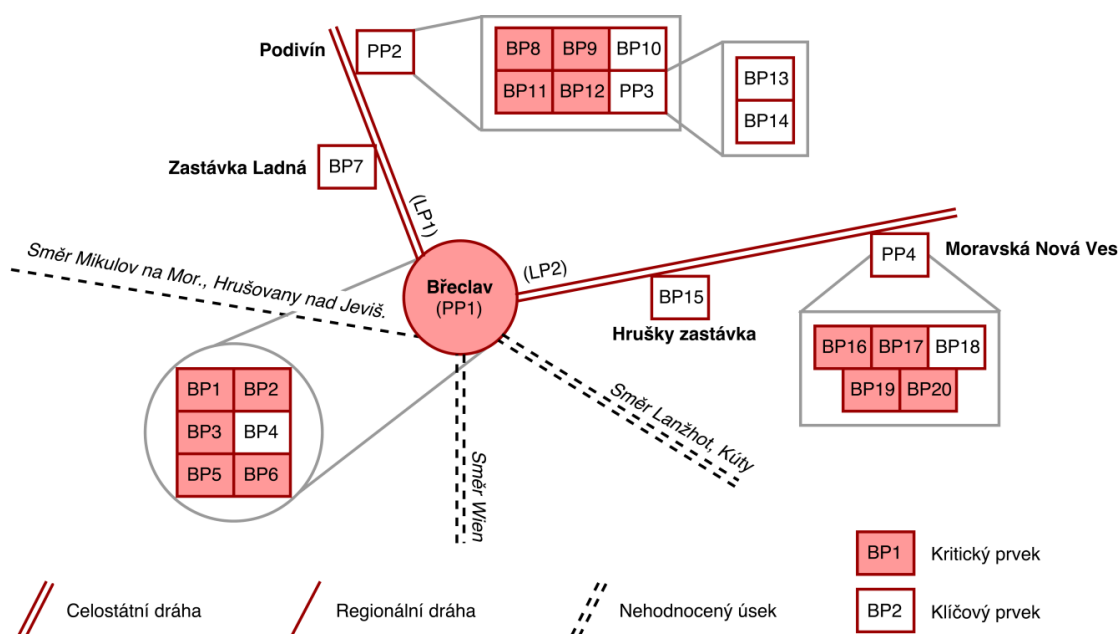 Podivín
PP2
BP8
BP9
BP10
BP11
BP12
PP3
BP13
BP14
Zastávka Ladná
BP7
(LP1)
Směr Mikulov na Mor., Hrušovany nad Jeviš.
Břeclav
(PP1)
(LP2)
BP15
Hrušky zastávka
PP4
Moravská Nová Ves
BP16
BP17
BP18
BP19
BP20
BP1
BP2
BP3
BP4
BP5
BP6
Směr Wien
Směr Lanžhot, Kúty
BP1
Kritický prvek
BP2
Klíčový prvek
Celostátní dráha
Regionální dráha
Nehodnocený úsek